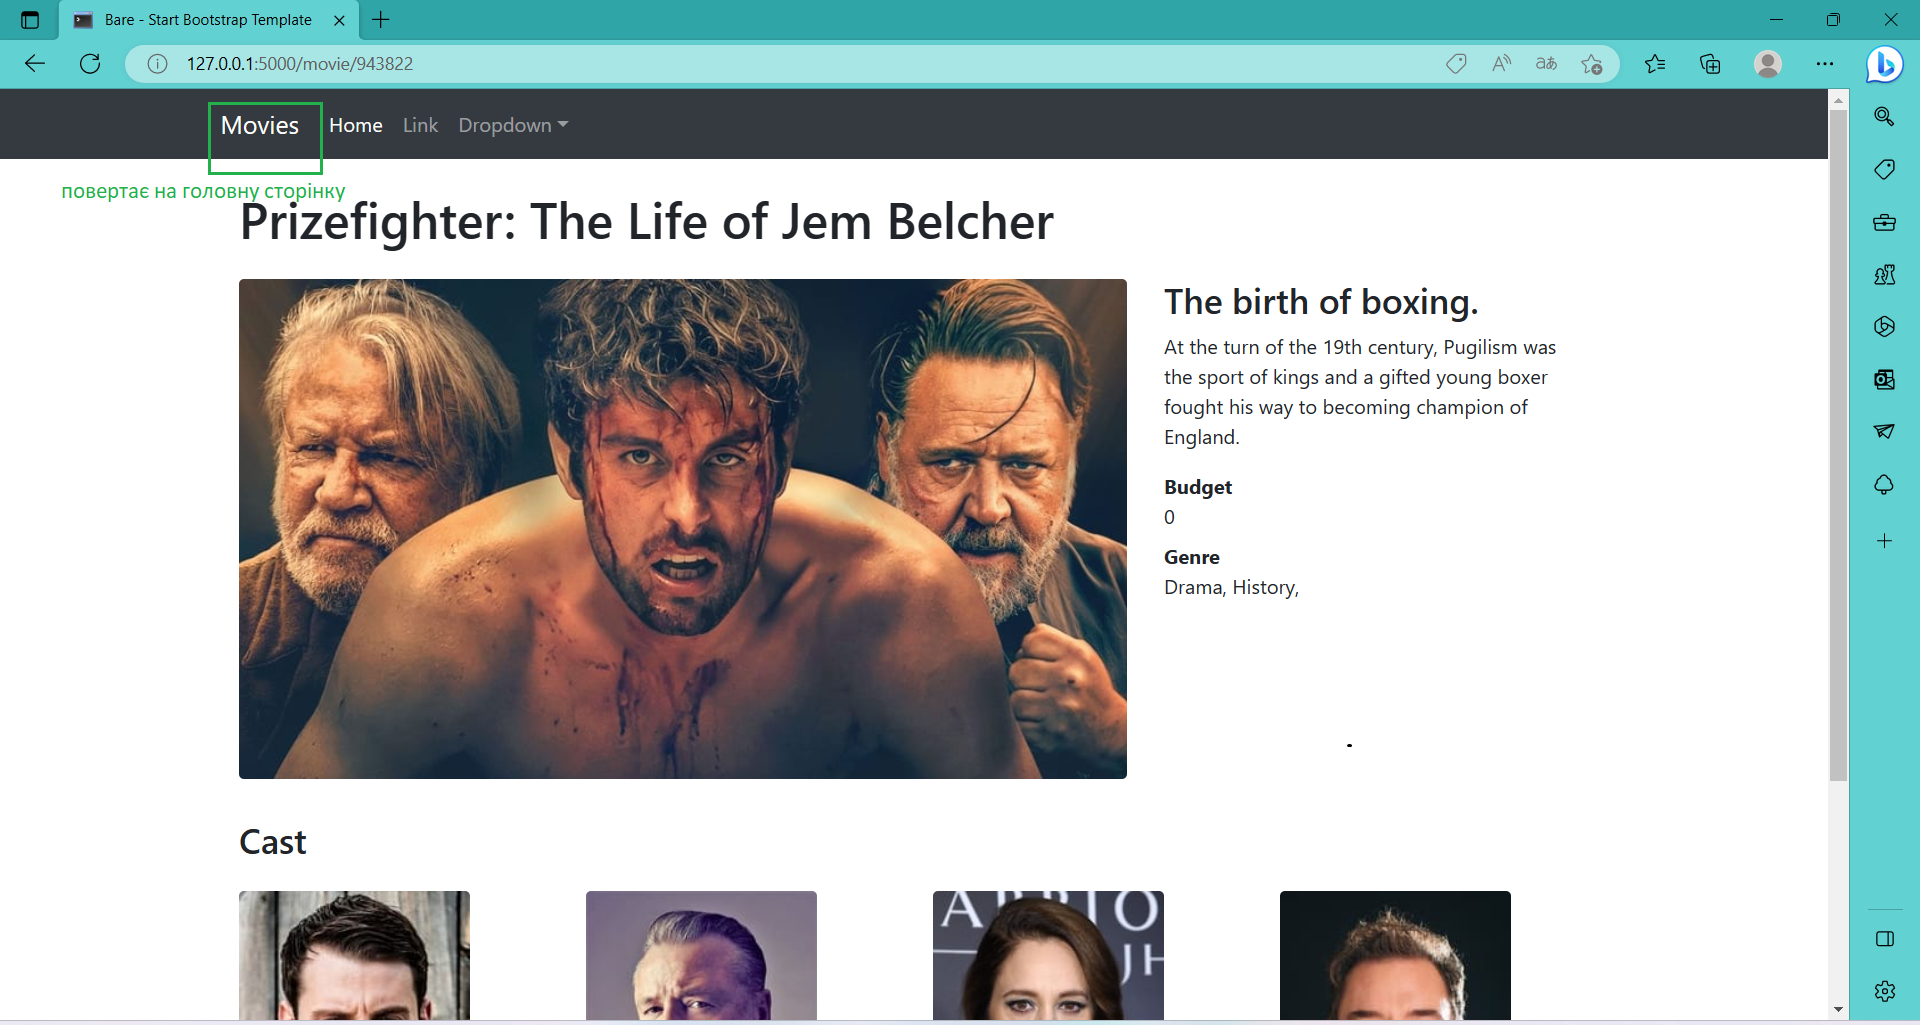 Bare - Start Bootstrap Template
127.0.0.1:5000/movie/943822
Movies Home Link Dropdown
повертає на головну сторінку
Prizefighter: The Life of Jem Belcher
The birth of boxing.
At the turn of the 19th century, Pugilism was
the sport of kings and a gifted young boxer
fought his way to becoming champion of
England.
Budget
0
Genre
Drama, History,
Cast